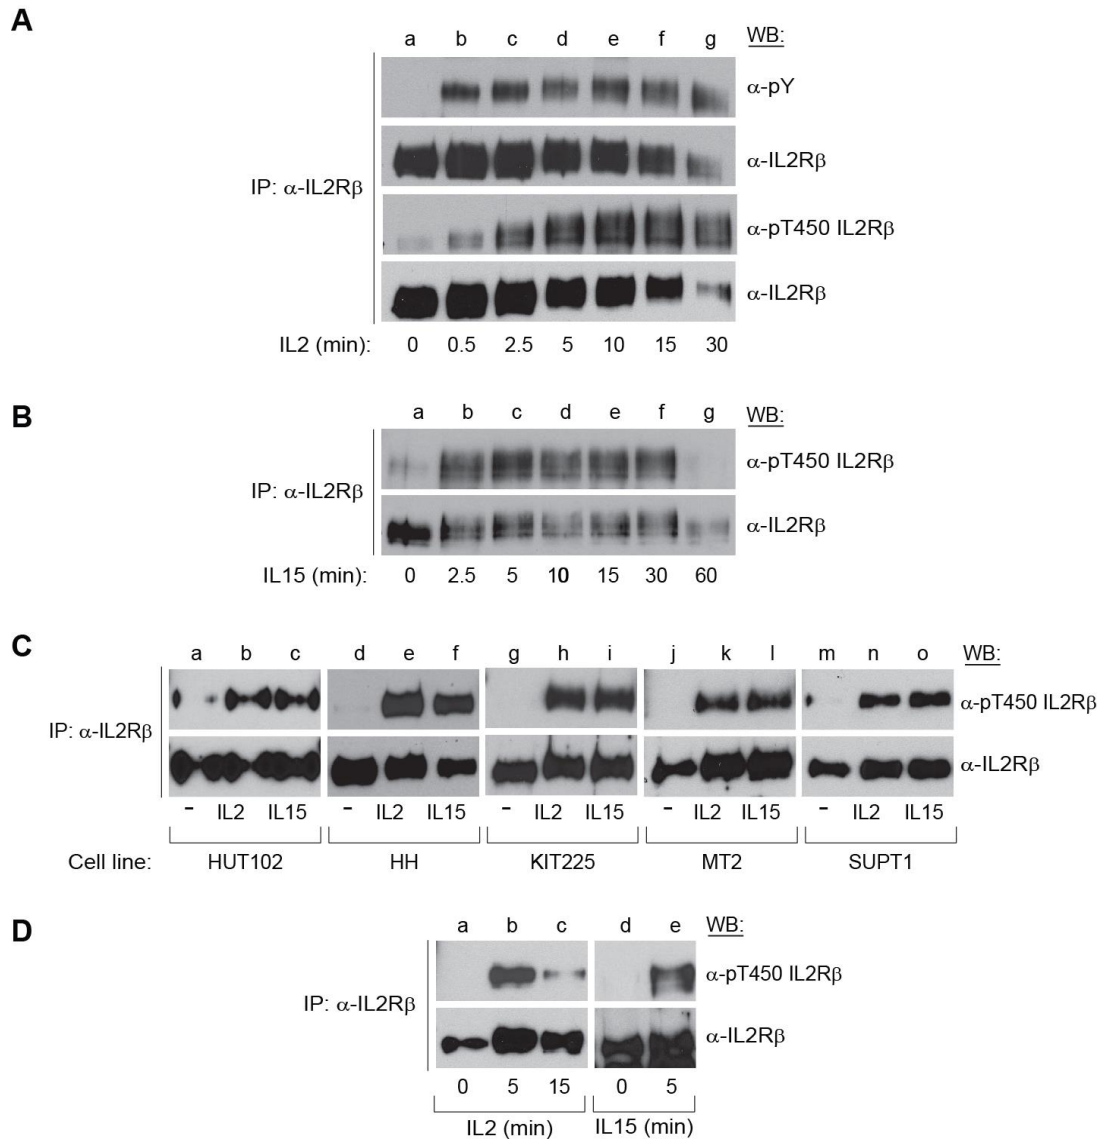 A
a b c d e f g WB:
α-pY
α-IL2Rβ
IP: α-IL2Rβ
α-pT450 IL2Rβ
α-IL2Rβ
IL2 (min): 0 0.5 2.5 5 10 15 30
B
a b c d e f g WB:
α-pT450 IL2Rβ
IP: α-IL2Rβ
α-IL2Rβ
IL15 (min): 0 2.5 5 10 15 30 60
C
a b c d e f g h i j k l m n o WB:
α-pT450 IL2Rβ
IP: α-IL2Rβ
α-IL2Rβ
- IL2 IL15 - IL2 IL15 - IL2 IL15 - IL2 IL15 - IL2 IL15
Cell line: HUT102 HH KIT225 MT2 SUPT1
D
a b c d e WB:
α-pT450 IL2Rβ
IP: α-IL2Rβ
α-IL2Rβ
0 5 15 0 5
IL2 (min) IL15 (min)